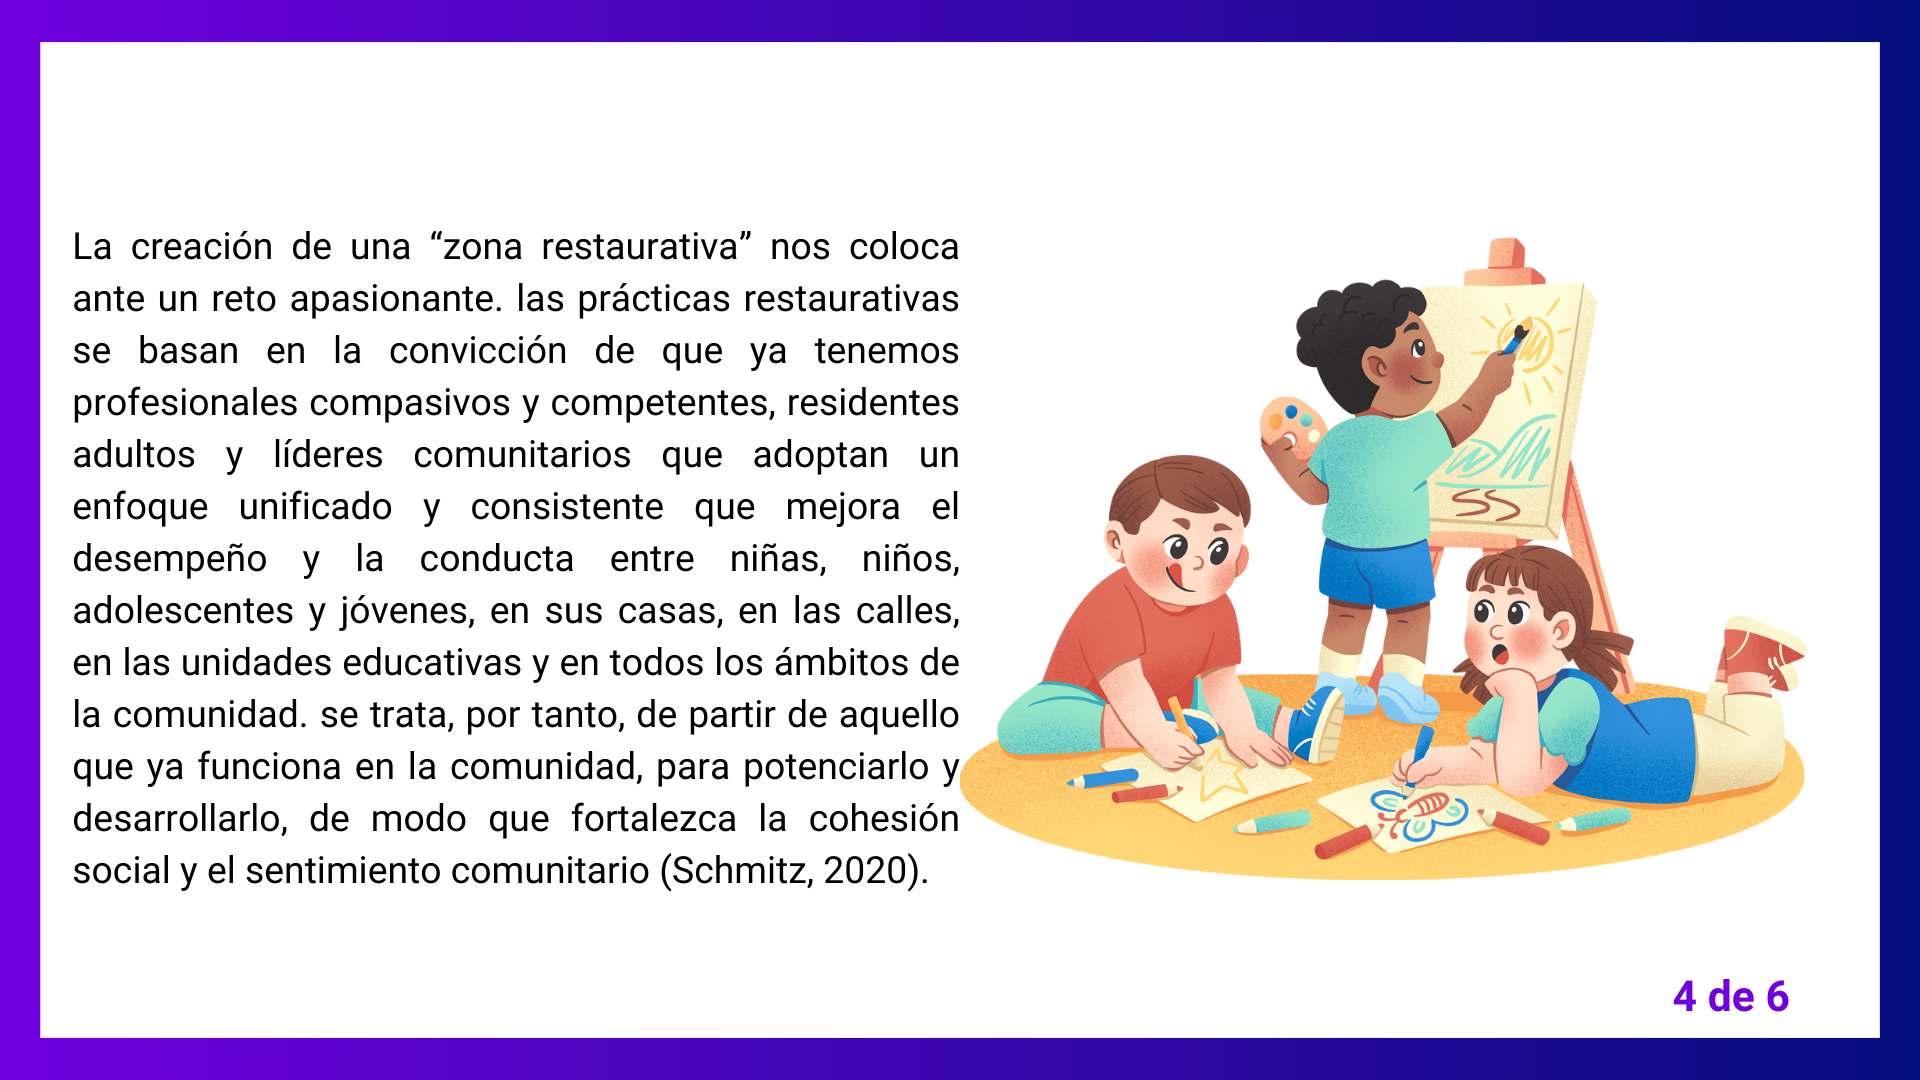 La creación de una “zona restaurativa” nos coloca
ante un reto apasionante. las prácticas restaurativas
se basan en la convicción de que ya tenemos
profesionales compasivos y competentes, residentes
adultos y líderes comunitarios que adoptan un
enfoque unificado y consistente que mejora el
desempeño y la conducta entre niñas, niños,
adolescentes y jóvenes, en sus casas, en las calles,
en las unidades educativas y en todos los ámbitos de
la comunidad. se trata, por tanto, de partir de aquello
que ya funciona en la comunidad, para potenciarlo y
desarrollarlo, de modo que fortalezca la cohesión
social y el sentimiento comunitario (Schmitz, 2020).
4 de 6